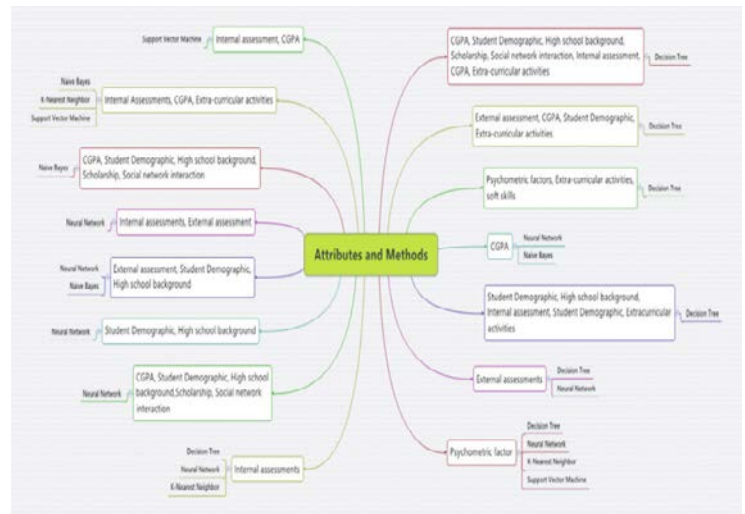 Support Vector Machine
Internal assessment, CGPA
Naive Bayes
K-Nearest Neighbor
Support Vector Machine
Internal Assessments, CGPA, Extra-curricular activities
Naive Bayes
CGPA, Student Demographic, High school background,
Scholarship, Social network interaction
Neural Network
Internal assessments, External assessment
Neural Network
Naive Bayes
External assessment, Student Demographic,
High school background
Neural Network
Student Demographic, High school background
Neural Network
CGPA, Student Demographic, High school
background,Scholarship, Social network
interaction
Decision Tree
Neural Network
K-Nearest Neighbor
Internal assessments
Attributes and Methods
CGPA, Student Demographic, High school background,
Scholarship, Social network interaction, Internal assessment,
CGPA, Extra-curricular activities
Decision Tree
External assessment, CGPA, Student Demographic,
Extra-curricular activities
Decision Tree
Psychometric factors, Extra-curricular activities,
soft skills
Decision Tree
CGPA
Neural Network
Naive Bayes
Student Demographic, High school background,
Internal assessment, Student Demographic, Extracurricular
activities
Decision Tree
External assessments
Decision Tree
Neural Network
Psychometric factor
Decision Tree
Neural Network
K-Nearest Neighbor
Support Vector Machine